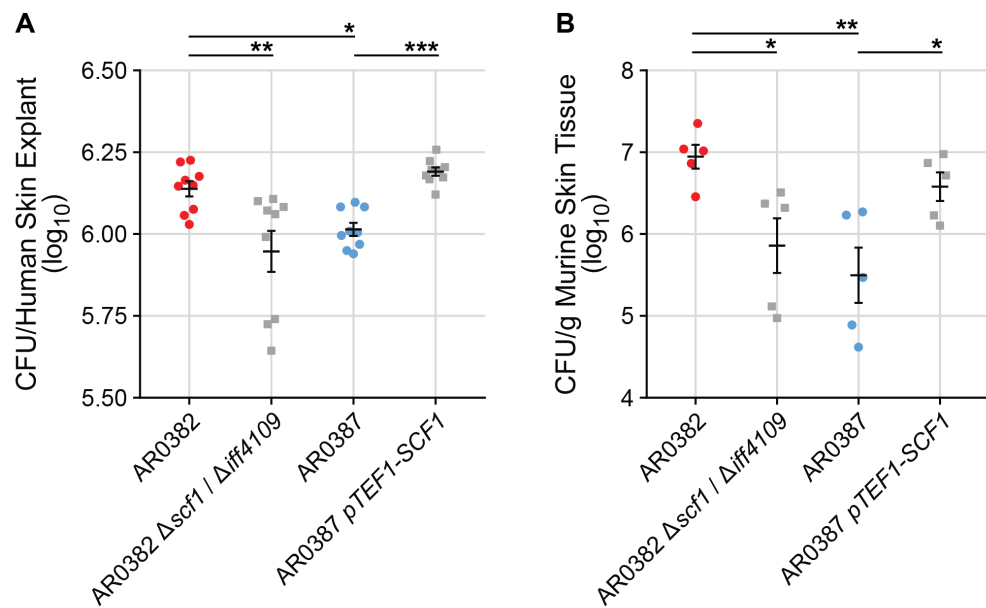 A
*
**
***
6.50
6.25
6.00
5.75
5.50
CFU/Human Skin Explant
(log10)
AR0382
AR0382 Δscf1 / Δiff4109
AR0387
AR0387 pTEF1-SCF1
B
**
*
*
8
7
6
5
4
CFU/g Murine Skin Tissue
(log10)
AR0382
AR0382 Δscf1 / Δiff4109
AR0387
AR0387 pTEF1-SCF1